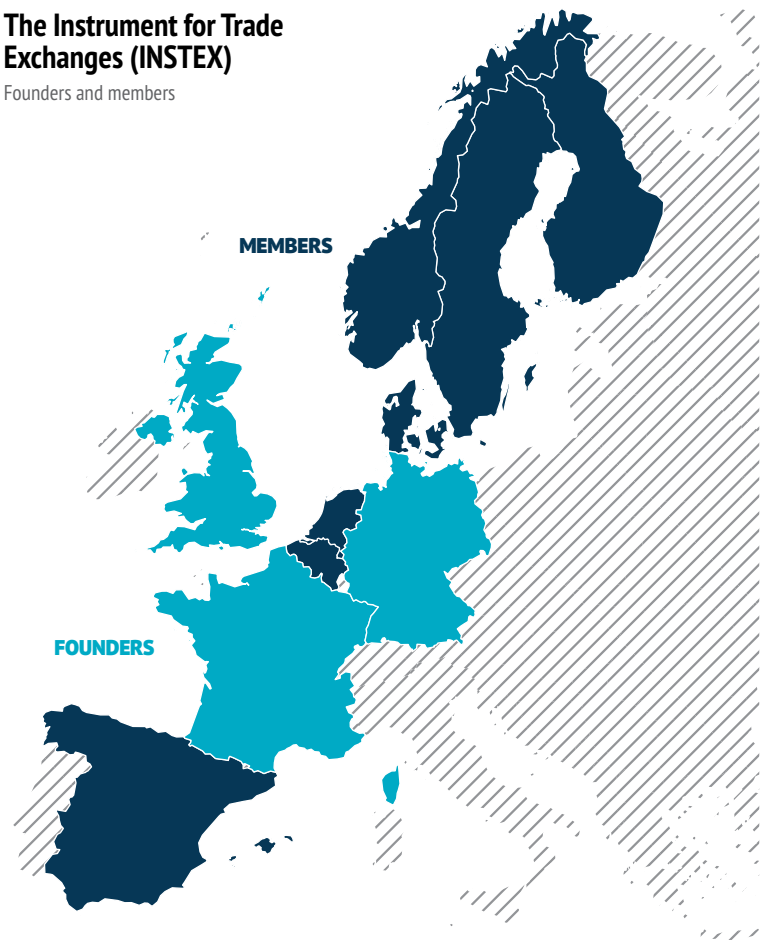 The Instrument for Trade
Exchanges (INSTEX)
Founders and members
MEMBERS
FOUNDERS